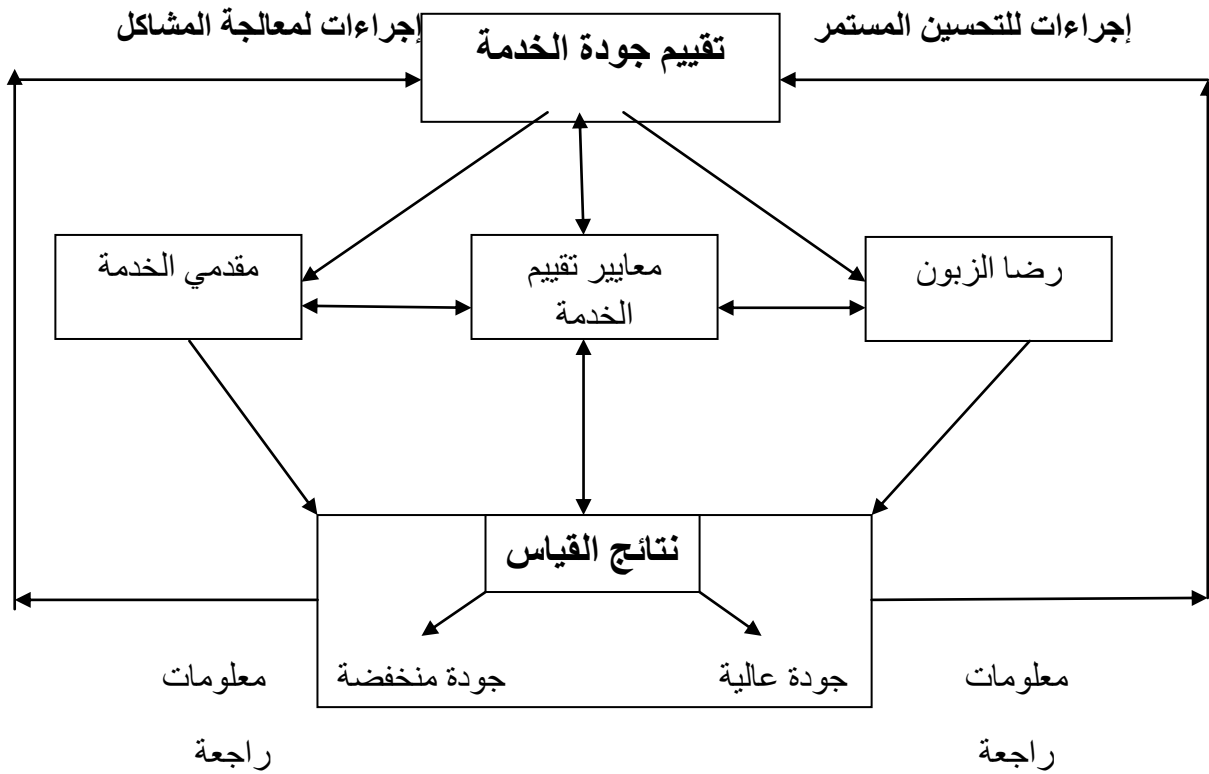 إجراءات للتحسين المستمر
إجراءات لمعالجة المشاكل
تقييم جودة الخدمة
رضا الزبون
معايير تقييم
الخدمة
مقدمي الخدمة
نتائج القياس
جودة عالية
جودة منخفضة
معلومات
راجعة
معلومات
راجعة